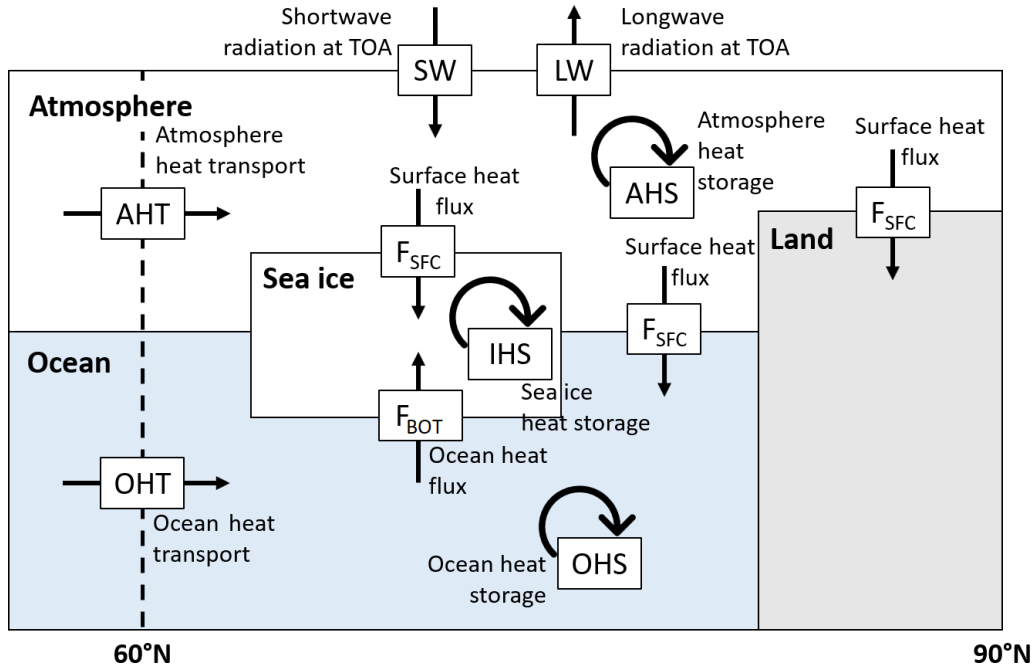 Shortwave
radiation at TOA
SW
Longwave
radiation at TOA
LW
Atmosphere
Atmosphere
heat transport
AHT
Surface heat
flux
F_SFC
Atmosphere
heat
storage
AHS
Surface heat
flux
F_SFC
Surface heat
flux
F_SFC
Land
Sea ice
IHS
Sea ice
heat storage
Ocean
F_BOT
Ocean heat
flux
OHT
Ocean heat
transport
Ocean heat
storage
OHS
60°N
90°N